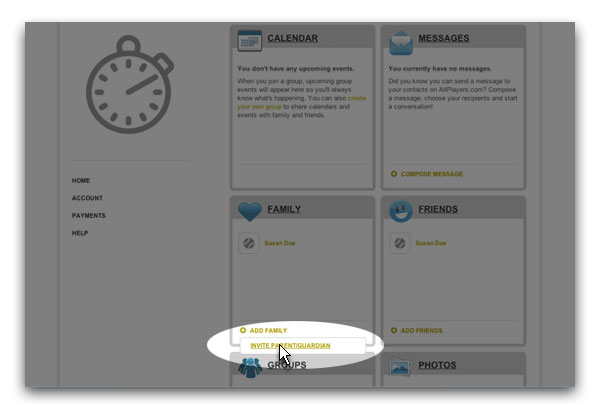 HOME
ACCOUNT
PAYMENTS
HELP
CALENDAR
You don't have any upcoming events.
When you join a group, upcoming group
events will appear here so you'll always
know what's happening. You can also create
your own group to share calendars and
events with family and friends.
MESSAGES
You currently have no messages.
Did you know you can send a message to
your contacts on AllPlayers.com? Compose
a message, choose your recipients and start
a conversation!
COMPOSE MESSAGE
FAMILY
Susan Doe
ADD FAMILY
INVITE PARENT/GUARDIAN
FRIENDS
Susan Doe
ADD FRIENDS
GROUPS
PHOTOS